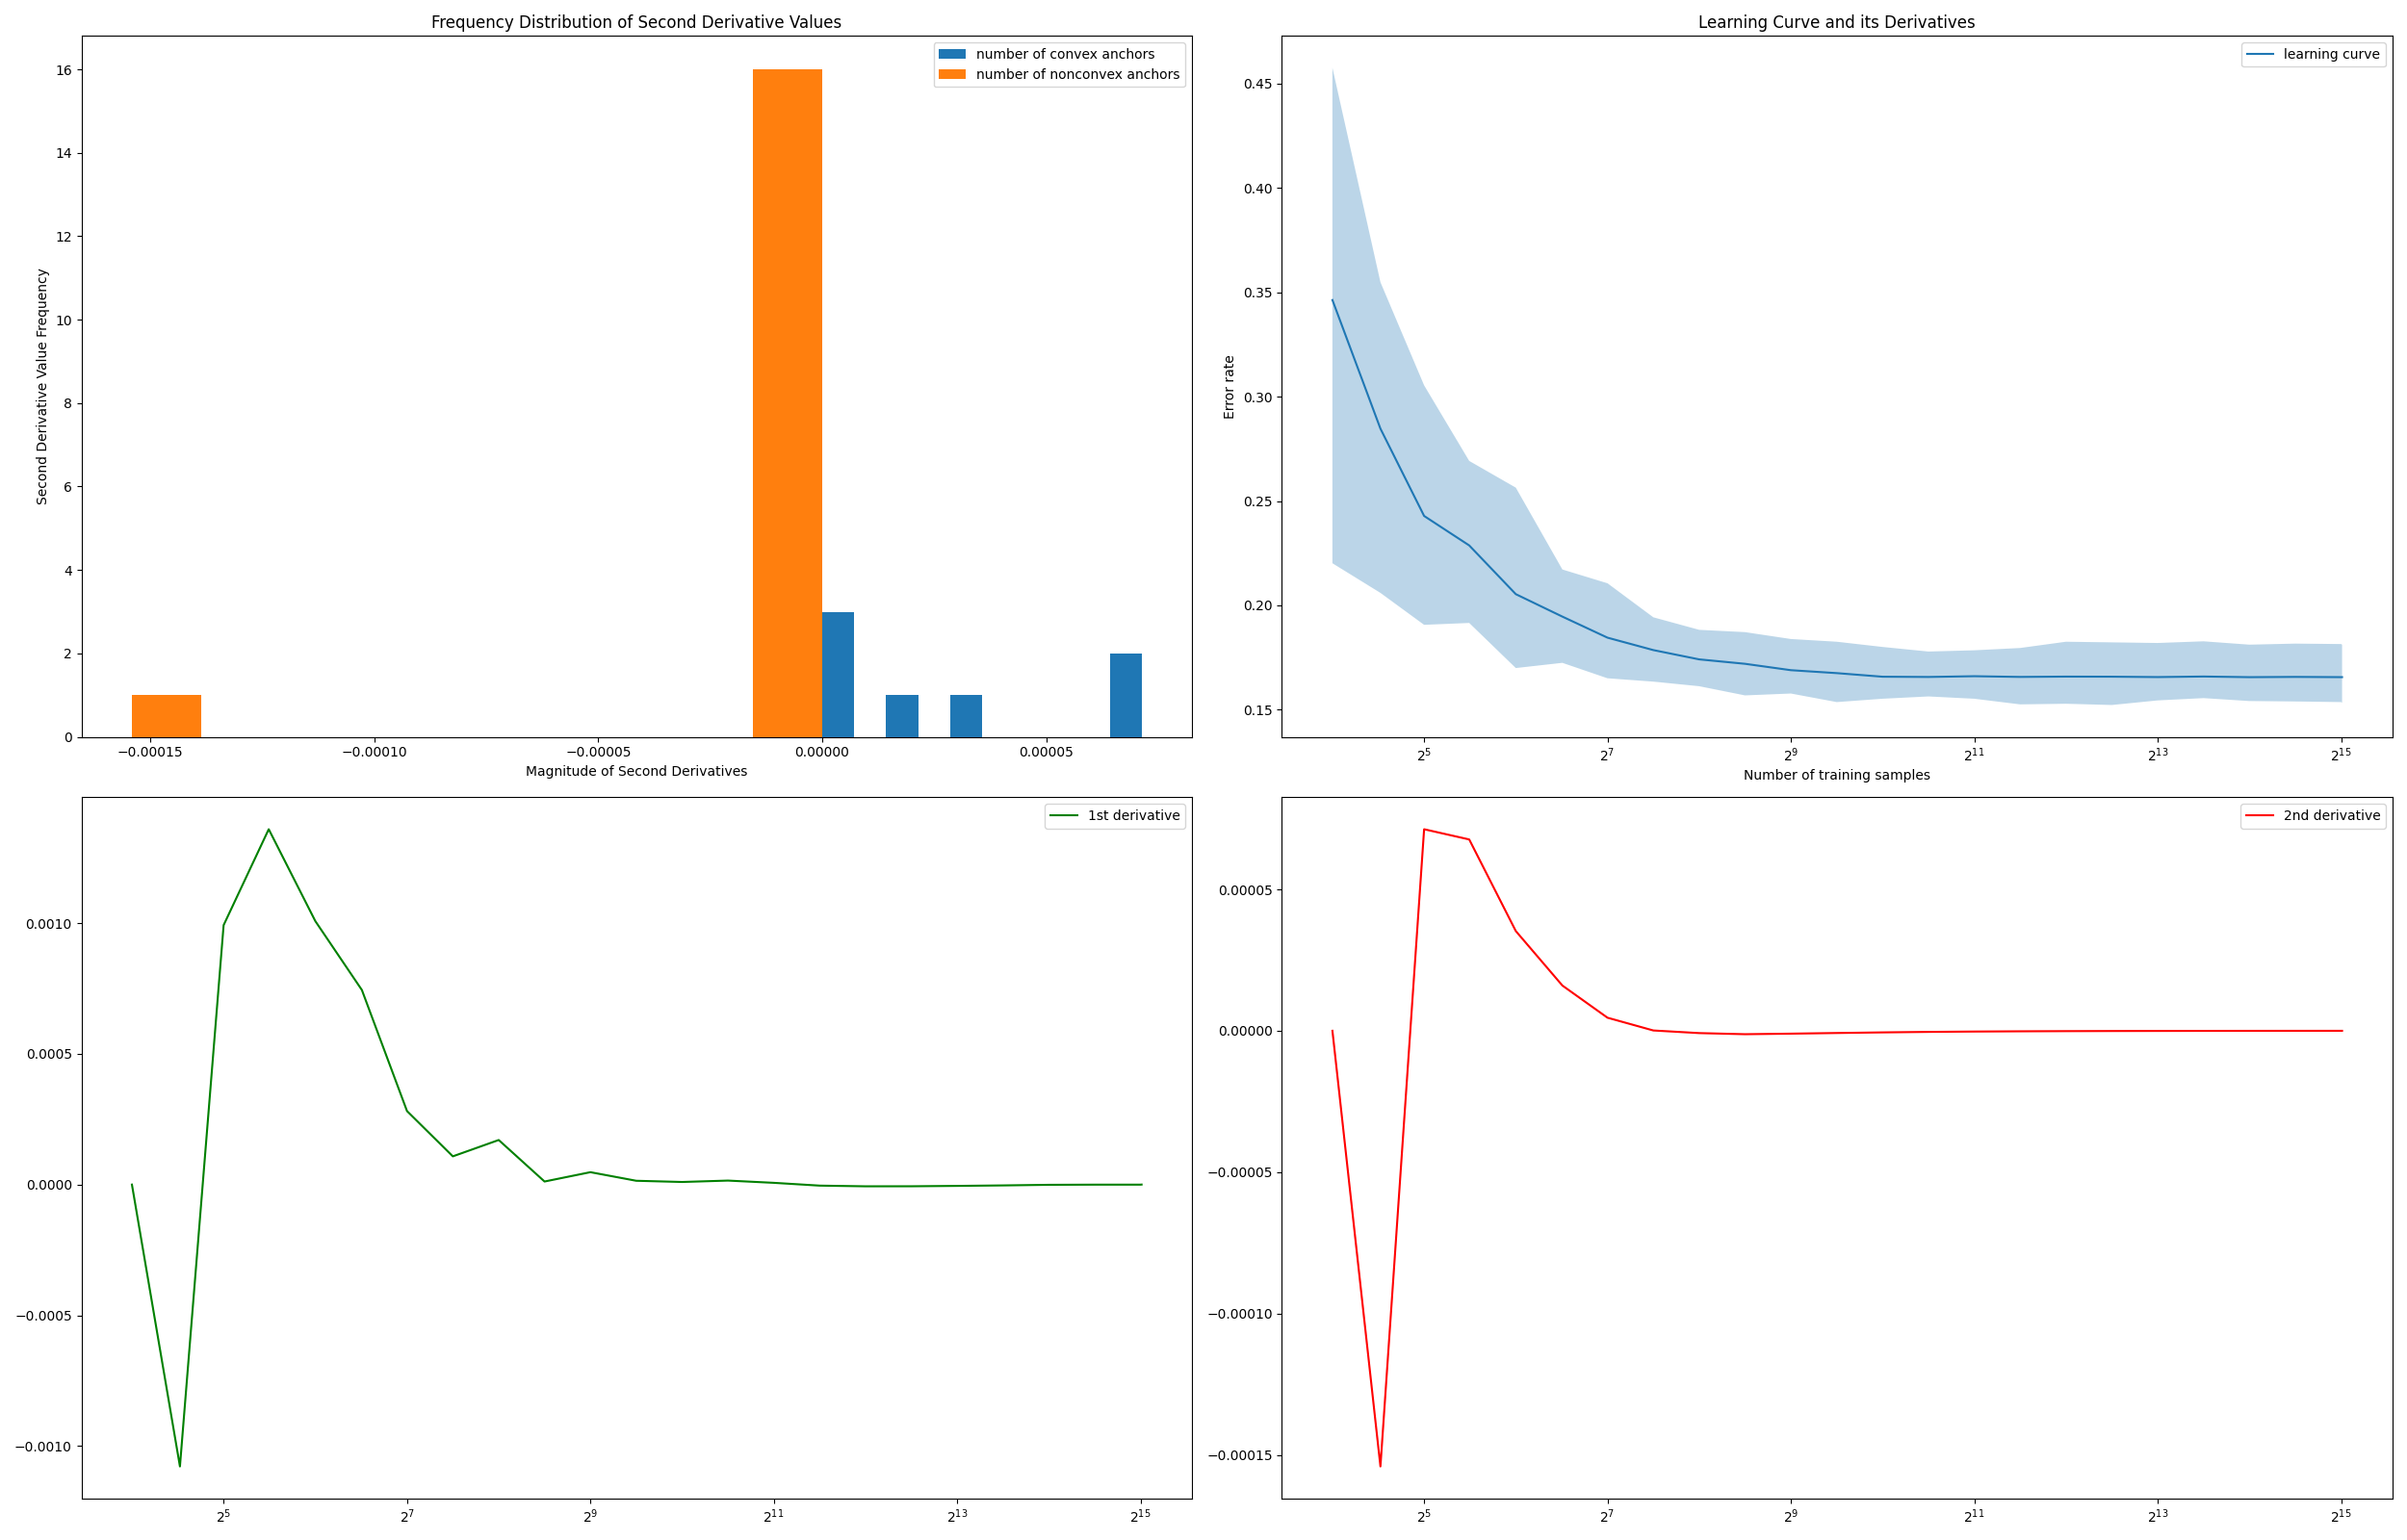 Frequency Distribution of Second Derivative Values
number of convex anchors
number of nonconvex anchors
Second Derivative Value Frequency
16
14
12
10
8
6
4
2
0
−0.00015 −0.00010 −0.00005 0.00000 0.00005
Magnitude of Second Derivatives
Learning Curve and its Derivatives
learning curve
Error rate
0.45
0.40
0.35
0.30
0.25
0.20
0.15
2^5 2^7 2^9 2^11 2^13 2^15
Number of training samples
1st derivative
0.0010
0.0005
0.0000
−0.0005
−0.0010
2^5 2^7 2^9 2^11 2^13 2^15
2nd derivative
0.00005
0.00000
−0.00005
−0.00010
−0.00015
2^5 2^7 2^9 2^11 2^13 2^15